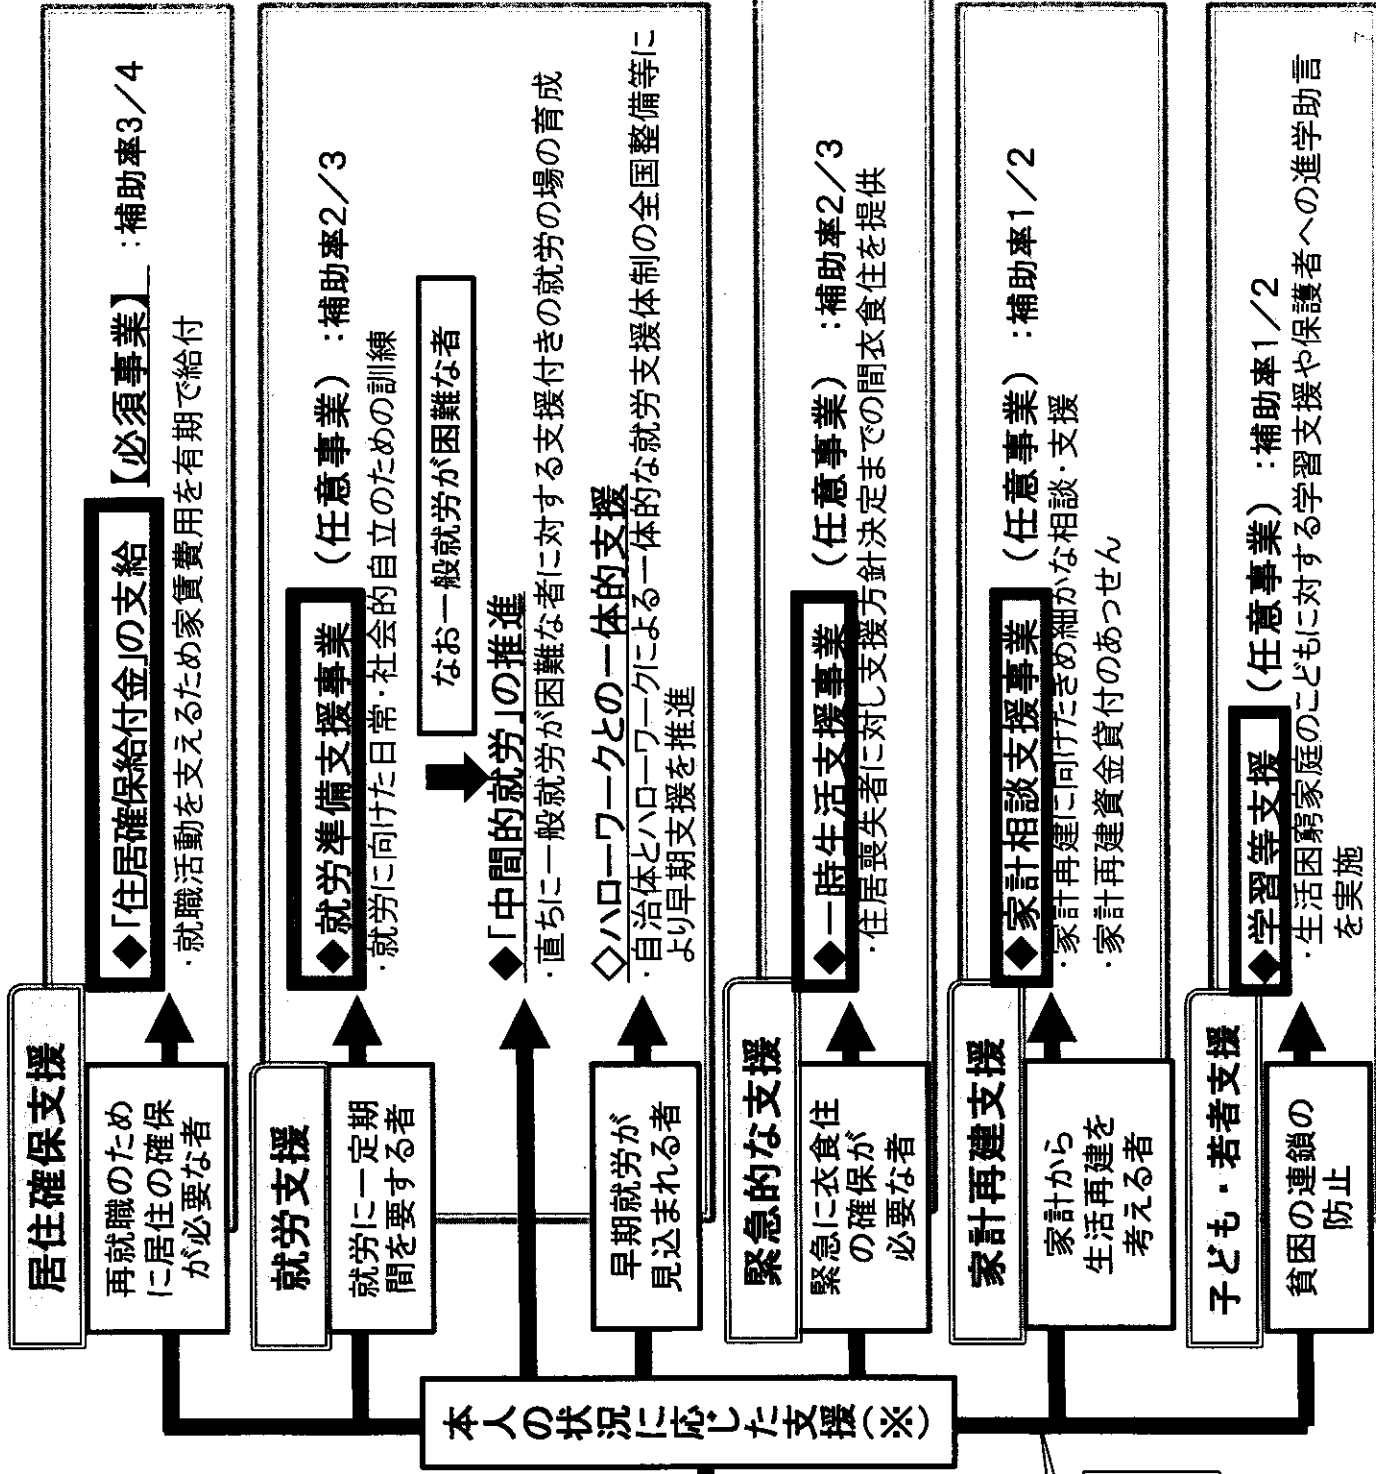 本人の状況に応じた支援(※)
居住確保支援
再就職のため
に居住の確保
が必要な者
◆「住居確保給付金」の支給 【必須事業】 :補助率3/4
・就職活動を支えるため家賃費用を有期で給付
就労支援
就労に一定期
間を要する者
◆就労準備支援事業 (任意事業) :補助率2/3
・就労に向けた日常・社会的自立のための訓練
なお一般就労が困難な者
◆「中間的就労」の推進
・直ちに一般就労が困難な者に対する支援付きの就労の場の育成
早期就労が
見込まれる者
◇ハローワークとの一体的支援
・自治体とハローワークによる一体的な就労支援体制の全国整備等に
より早期支援を推進
緊急的な支援
緊急に衣食住
の確保が
必要な者
◆一時生活支援事業 (任意事業) :補助率2/3
・住居喪失者に対し支援方針決定までの間衣食住を提供
家計再建支援
家計から
生活再建を
考える者
◆家計相談支援事業 (任意事業) :補助率1/2
・家計再建に向けたきめ細かな相談・支援
・家計再建資金貸付のあっせん
子ども・若者支援
貧困の連鎖の
防止
◆学習等支援 (任意事業) :補助率1/2
・生活困窮家庭のこどもに対する学習支援や保護者への進学助言
を実施
7